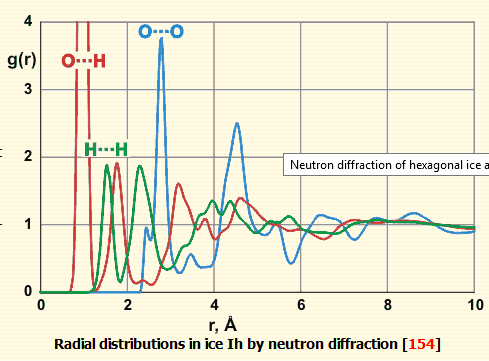 4
O···O
g(r)
O···H
3
H···H
2
Neutron diffraction of hexagonal ice a
1
0
0 2 4 6 8 10
r, Å
Radial distributions in ice Ih by neutron diffraction [154]